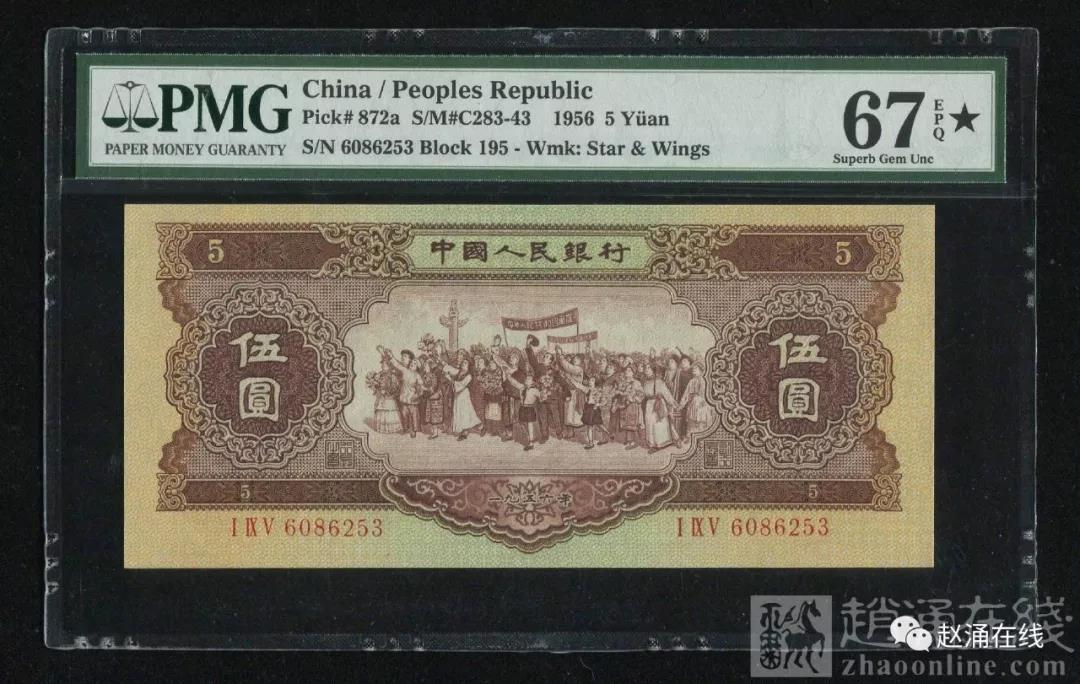 PMG
PAPER MONEY GUARANTY
China / Peoples Republic
Pick# 872a S/M#C283-43 1956 5 Yüan
S/N 6086253 Block 195 - Wmk: Star & Wings
67 EPQ ★
Superb Gem Unc
5 中國人民銀行 5
伍圓 伍圓
5 一九五六年 5
I IX V 6086253 I IX V 6086253
趙涌在綫
赵涌在线
zhaoonline.com